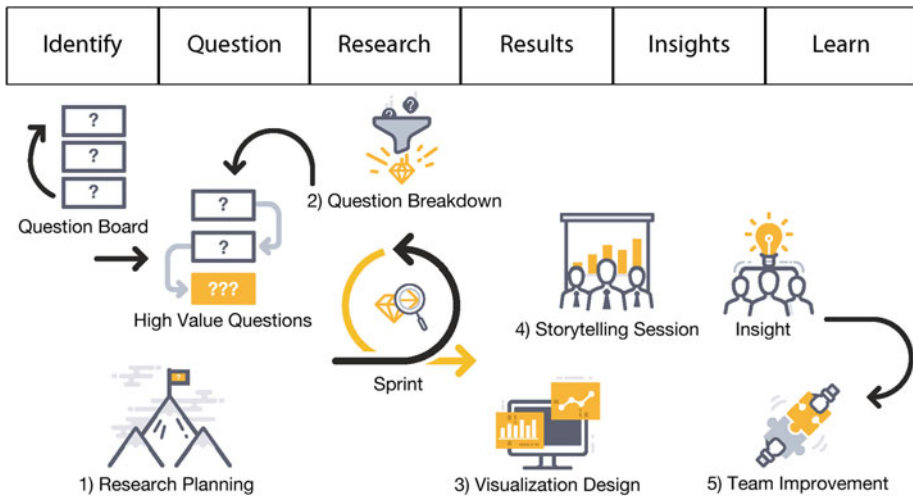 Identify
Question
Research
Results
Insights
Learn
?
?
?
Question Board
?
?
???
High Value Questions
?
2) Question Breakdown
Sprint
4) Storytelling Session
Insight
?
1) Research Planning
3) Visualization Design
5) Team Improvement